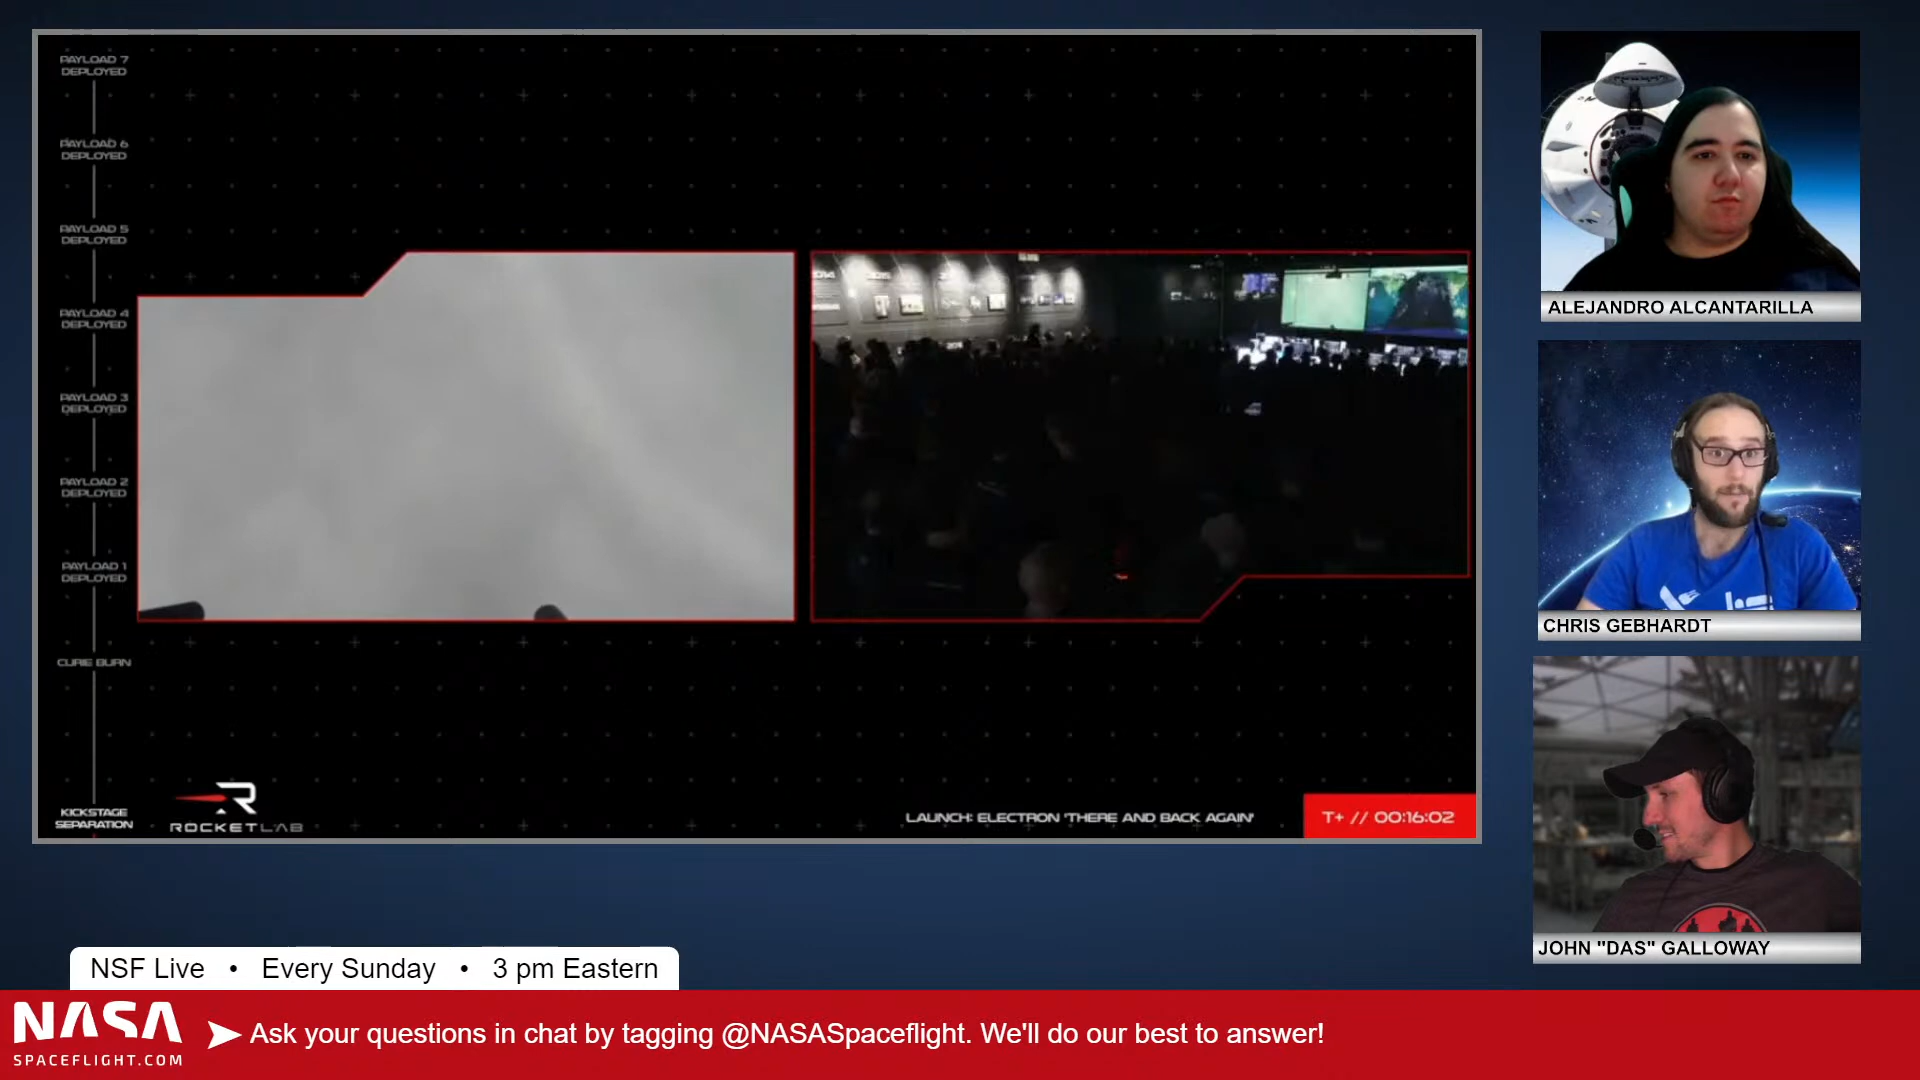 PAYLOAD 7
DEPLOYED
PAYLOAD 6
DEPLOYED
PAYLOAD 5
DEPLOYED
PAYLOAD 4
DEPLOYED
PAYLOAD 3
DEPLOYED
PAYLOAD 2
DEPLOYED
PAYLOAD 1
DEPLOYED
CURIE BURN
KICKSTAGE
SEPARATION
ROCKETLAB
LAUNCH: ELECTRON 'THERE AND BACK AGAIN'
T+ // 00:16:02
ALEJANDRO ALCANTARILLA
CHRIS GEBHARDT
JOHN "DAS" GALLOWAY
NSF Live • Every Sunday • 3 pm Eastern
NASA
SPACEFLIGHT.COM
Ask your questions in chat by tagging @NASASpaceflight. We'll do our best to answer!